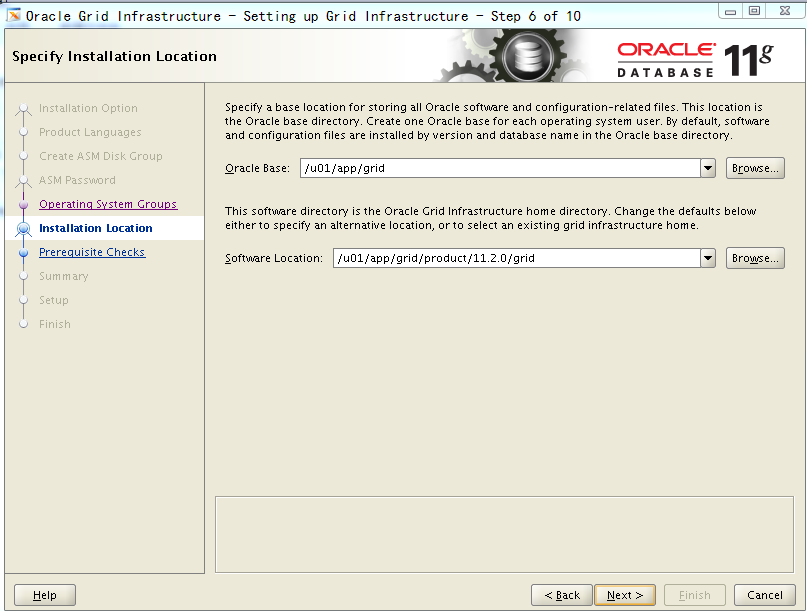 Oracle Grid Infrastructure - Setting up Grid Infrastructure - Step 6 of 10
Specify Installation Location
ORACLE
DATABASE 11g
Installation Option
Product Languages
Create ASM Disk Group
ASM Password
Operating System Groups
Installation Location
Prerequisite Checks
Summary
Setup
Finish
Specify a base location for storing all Oracle software and configuration-related files. This location is
the Oracle base directory. Create one Oracle base for each operating system user. By default, software
and configuration files are installed by version and database name in the Oracle base directory.
Oracle Base: /u01/app/grid Browse...
This software directory is the Oracle Grid Infrastructure home directory. Change the defaults below
either to specify an alternative location, or to select an existing grid infrastructure home.
Software Location: /u01/app/grid/product/11.2.0/grid Browse...
Help < Back Next > Finish Cancel